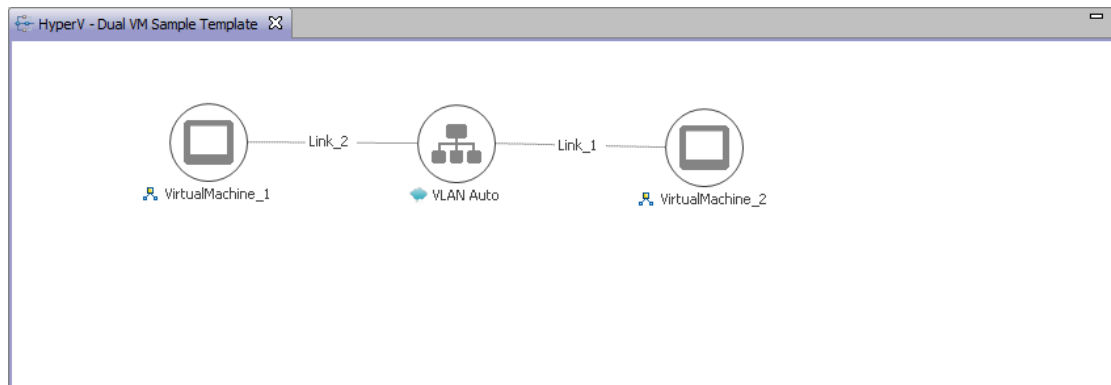 HyperV - Dual VM Sample Template
Link_2
Link_1
VirtualMachine_1
VLAN Auto
VirtualMachine_2